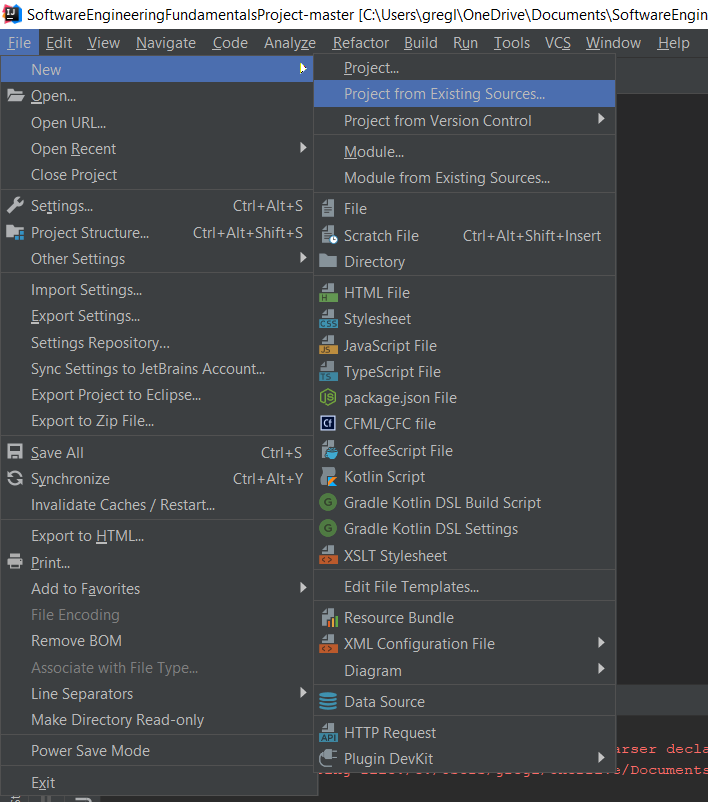 SoftwareEngineeringFundamentalsProject-master [C:\Users\gregl\OneDrive\Documents\SoftwareEngin
File Edit View Navigate Code Analyze Refactor Build Run Tools VCS Window Help
New
Open...
Open URL...
Open Recent
Close Project
Settings... Ctrl+Alt+S
Project Structure... Ctrl+Alt+Shift+S
Other Settings
Import Settings...
Export Settings...
Settings Repository...
Sync Settings to JetBrains Account...
Export Project to Eclipse...
Export to Zip File...
Save All Ctrl+S
Synchronize Ctrl+Alt+Y
Invalidate Caches / Restart...
Export to HTML...
Print...
Add to Favorites
File Encoding
Remove BOM
Associate with File Type...
Line Separators
Make Directory Read-only
Power Save Mode
Exit
Project...
Project from Existing Sources...
Project from Version Control
Module...
Module from Existing Sources...
File
Scratch File Ctrl+Alt+Shift+Insert
Directory
HTML File
Stylesheet
JavaScript File
TypeScript File
package.json File
CFML/CFC file
CoffeeScript File
Kotlin Script
Gradle Kotlin DSL Build Script
Gradle Kotlin DSL Settings
XSLT Stylesheet
Edit File Templates...
Resource Bundle
XML Configuration File
Diagram
Data Source
HTTP Request
Plugin DevKit
arser decla
/Documents